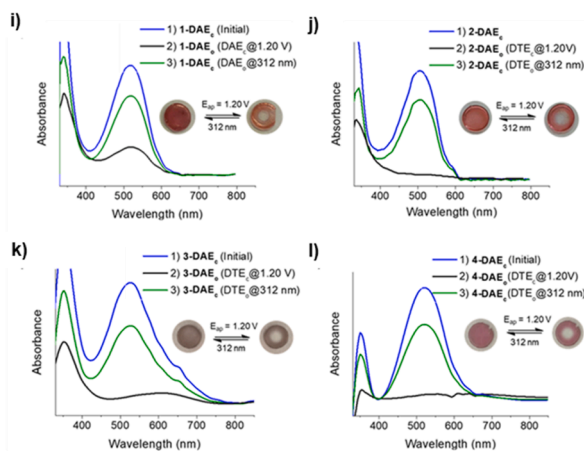 i)
1) 1-DAEc (Initial)
2) 1-DAEo (DAEc@1.20 V)
3) 1-DAEc (DAEo@312 nm)
Eap = 1.20 V
312 nm
Absorbance
400 500 600 700 800
Wavelength (nm)
j)
1) 2-DAEc
2) 2-DAEo (DTEc@1.20V)
3) 2-DAEc (DTEo@312 nm)
Eap = 1.20 V
312 nm
Absorbance
400 500 600 700 800
Wavelength (nm)
k)
1) 3-DAEc (Initial)
2) 3-DAEo (DTEc@1.20 V)
3) 3-DAEc (DTEo@312 nm)
Eap = 1.20 V
312 nm
Absorbance
400 500 600 700 800
Wavelength (nm)
l)
1) 4-DAEc (Initial)
2) 4-DAEo (DTEc@1.20V)
3) 4-DAEc (DTEo@312 nm)
Eap = 1.20 V
312 nm
Absorbance
400 500 600 700 800
Wavelength (nm)